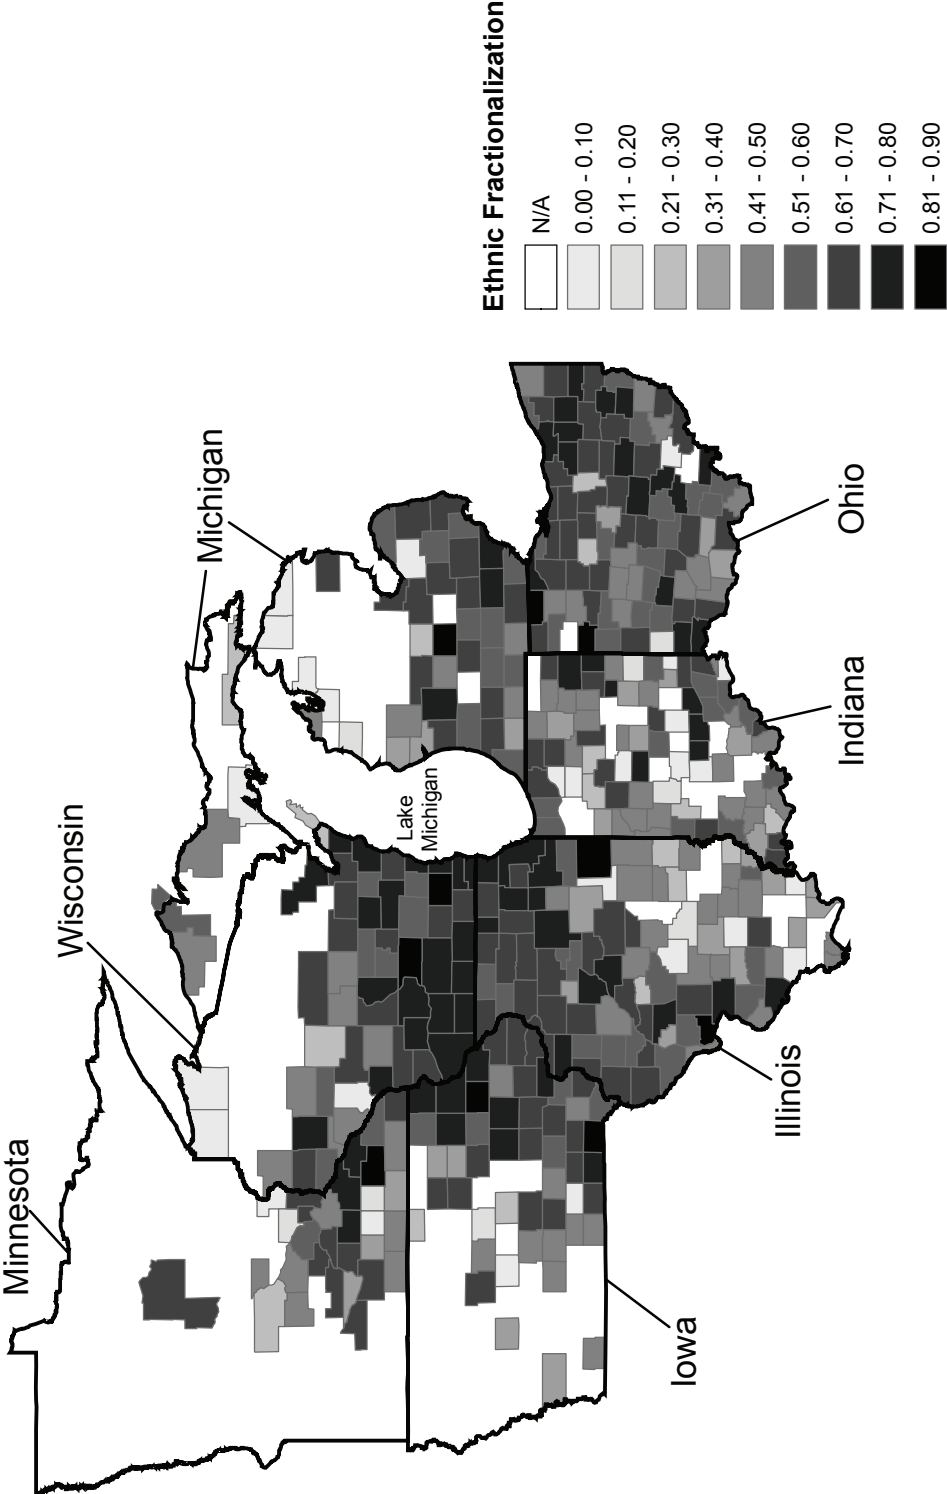 Minnesota
Wisconsin
Michigan
Lake
Michigan
Iowa
Illinois
Indiana
Ohio
Ethnic Fractionalization
N/A
0.00 - 0.10
0.11 - 0.20
0.21 - 0.30
0.31 - 0.40
0.41 - 0.50
0.51 - 0.60
0.61 - 0.70
0.71 - 0.80
0.81 - 0.90